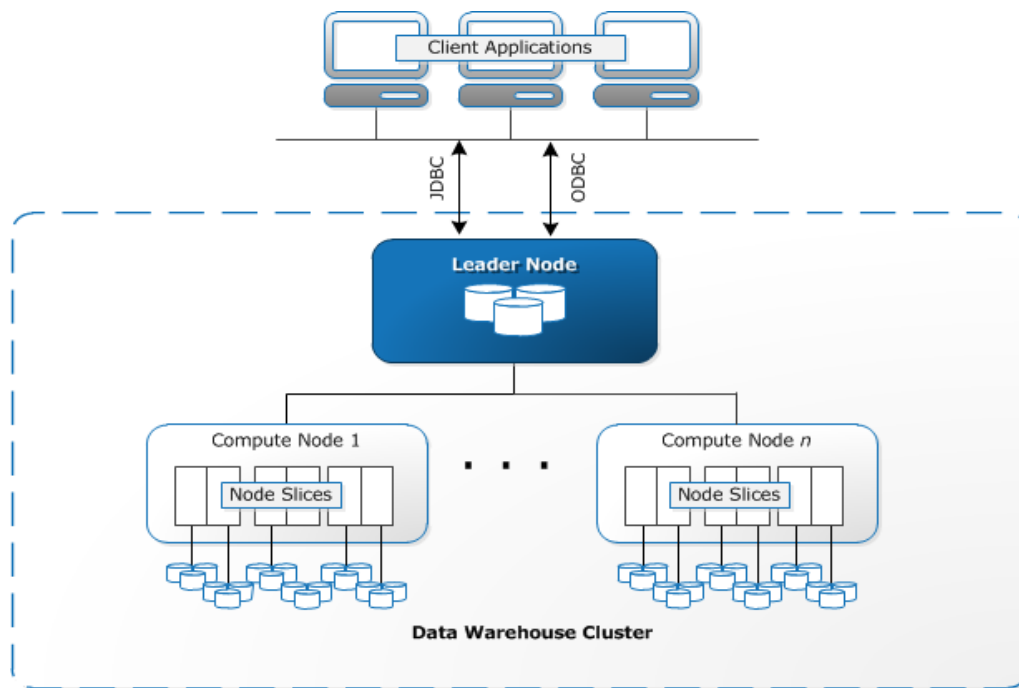 Client Applications
JDBC
ODBC
Leader Node
Compute Node 1
Compute Node n
. . .
Node Slices
Node Slices
Data Warehouse Cluster